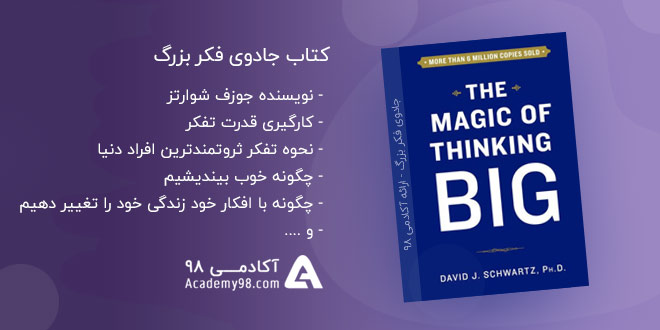 کتاب جادوی فکر بزرگ
- نویسنده جوزف شوارتز
- کارگیری قدرت تفکر
- نحوه تفکر ثروتمندترین افراد دنیا
- چگونه خوب بیندیشیم
- چگونه با افکار خود زندگی خود را تغییر دهیم
- و ....
آکادمی ۹۸
Academy98.com
جادوی فکر بزرگ - ارائه آکادمی ۹۸
MORE THAN 6 MILLION COPIES SOLD
THE
MAGIC OF
THINKING
BIG
DAVID J. SCHWARTZ, PH.D.